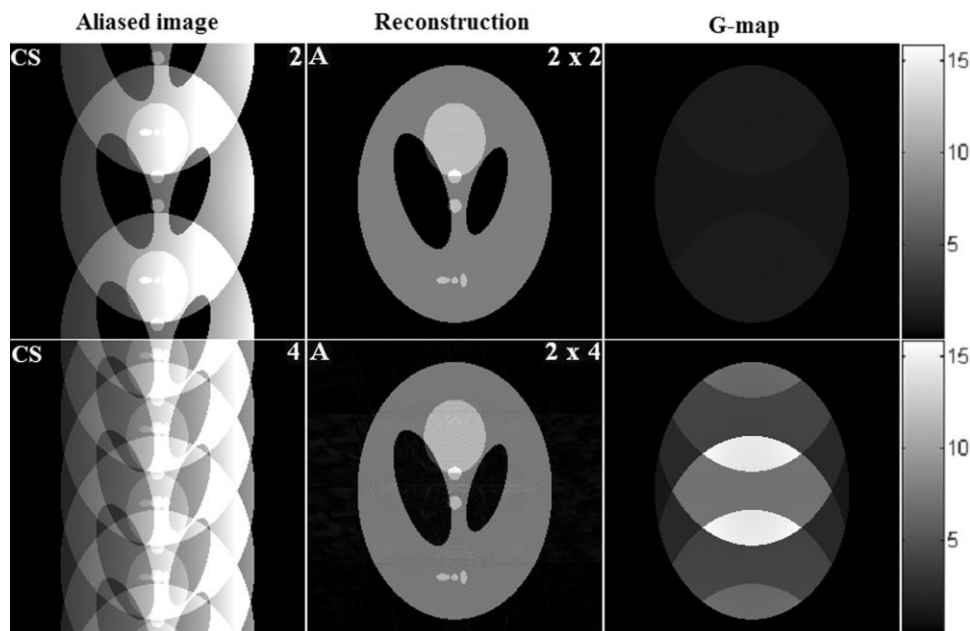 Aliased image
Reconstruction
G-map
CS
2
A
2 x 2
15
10
5
CS
4
A
2 x 4
15
10
5